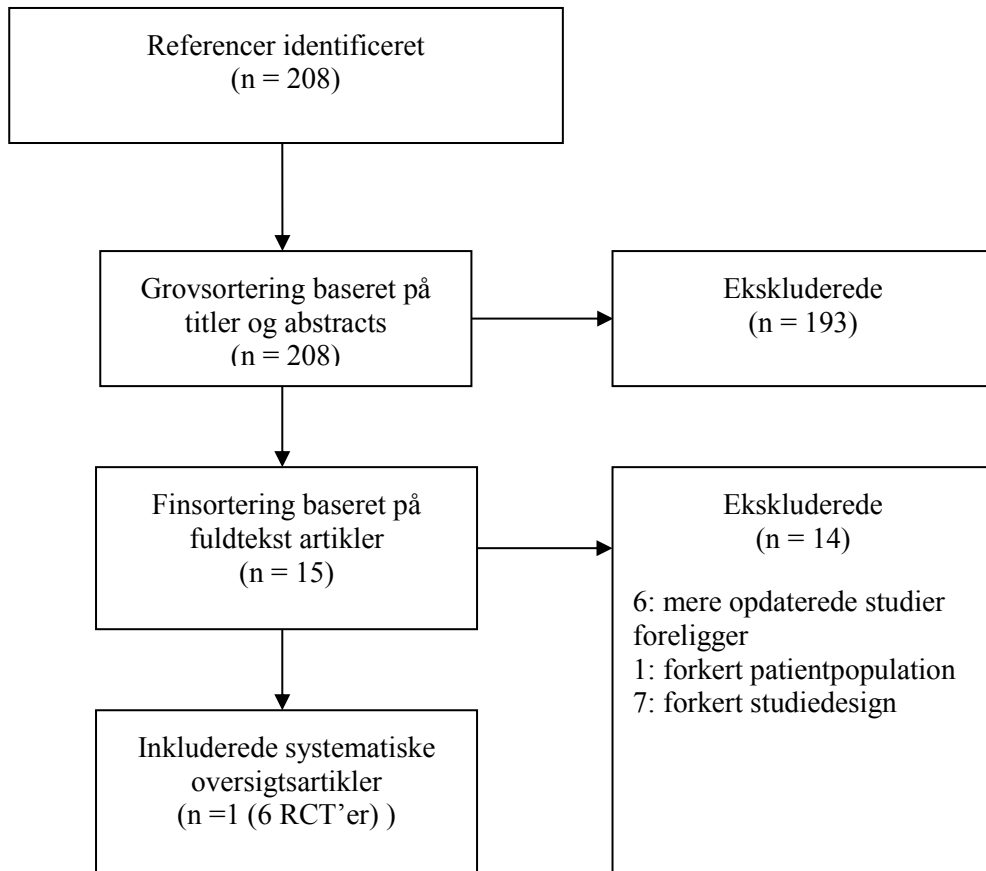 Referencer identificeret
(n = 208)
Grovsortering baseret på
titler og abstracts
(n = 208)
Ekskluderede
(n = 193)
Finsortering baseret på
fuldtekst artikler
(n = 15)
Ekskluderede
(n = 14)
6: mere opdaterede studier
foreligger
1: forkert patientpopulation
7: forkert studiedesign
Inkluderede systematiske
oversigtsartikler
(n =1 (6 RCT’er) )